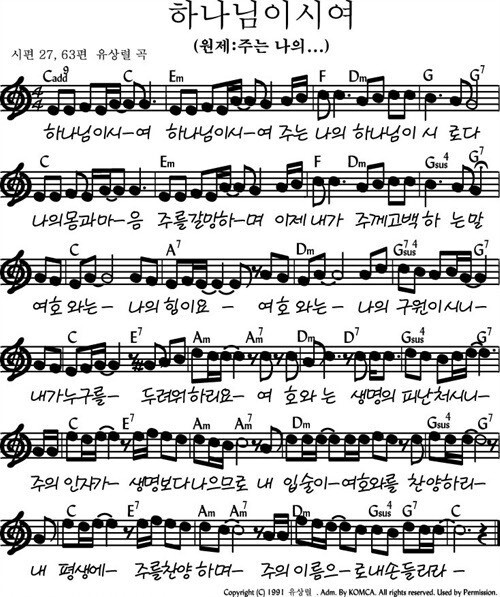 하나님이시여
(원제:주는 나의...)
시편 27, 63편 유상렬 곡
Cadd9 C Em F Dm G G7
하나님이시-여 하나님이시-여 주는 나의 하나님이 시 로다
C Em F Dm Gsus4 G7
나의몸과마-음 주를갈망하-며 이제 내가 주께고백 하 는말
C A7 Dm G7sus4 G7
여호 와는- 나의 힘이요 - 여호 와는- 나의 구원이시니-
C E7 Am A7 Dm Gsus4 G7
내가누구를- 두려워하리요- 여 호와 는 생명의 피난처시니-
C E7 Am Am7 Dm Gsus4 G7
주의 인자가- 생명보다나으므로 내 입술이-여호와를 찬양하리-
C E7 Am Am7 Dm Gsus4 G7 C
내 평생에- 주를찬양 하며- 주의 이름으-로내손들리라 -
Copyright (C) 1991 유상렬 . Adm. By KOMCA. All rights reserved. Used by Permission.